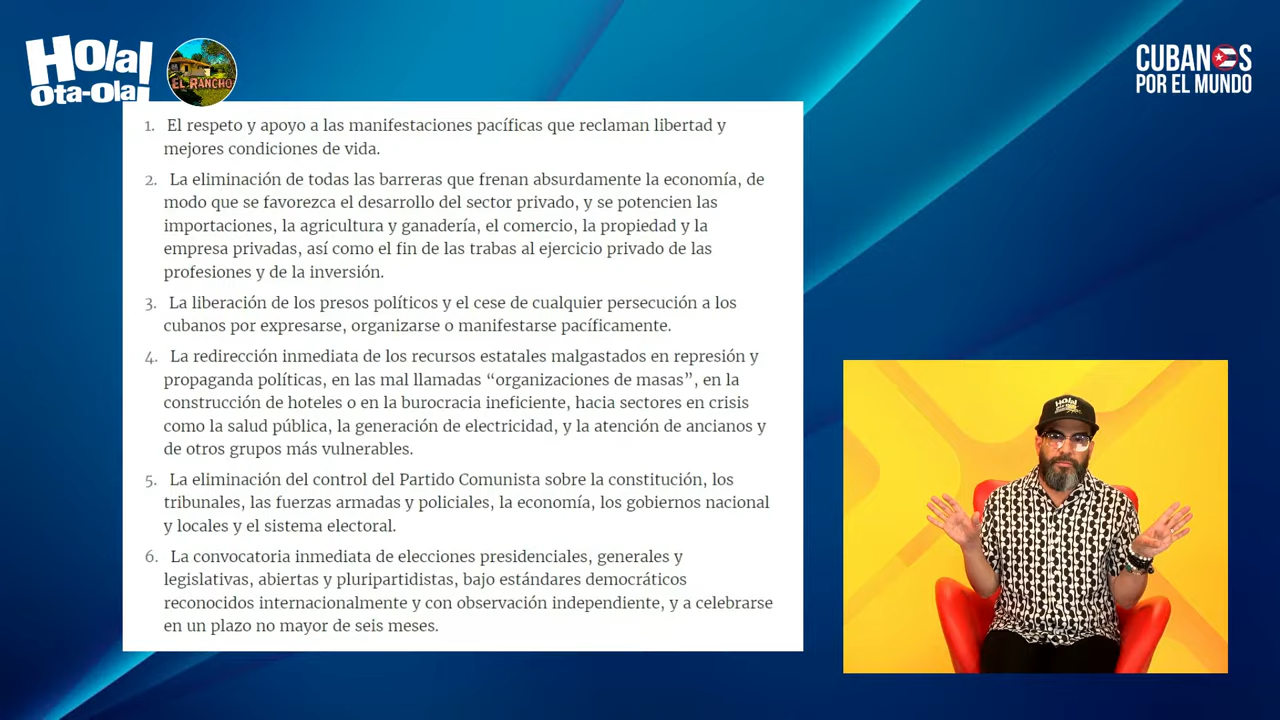 Hola!
Ota-Ola!
EL RANCHO
CUBANOS
POR EL MUNDO
1. El respeto y apoyo a las manifestaciones pacíficas que reclaman libertad y
mejores condiciones de vida.
2. La eliminación de todas las barreras que frenan absurdamente la economía, de
modo que se favorezca el desarrollo del sector privado, y se potencien las
importaciones, la agricultura y ganadería, el comercio, la propiedad y la
empresa privadas, así como el fin de las trabas al ejercicio privado de las
profesiones y de la inversión.
3. La liberación de los presos políticos y el cese de cualquier persecución a los
cubanos por expresarse, organizarse o manifestarse pacíficamente.
4. La redirección inmediata de los recursos estatales malgastados en represión y
propaganda políticas, en las mal llamadas “organizaciones de masas”, en la
construcción de hoteles o en la burocracia ineficiente, hacia sectores en crisis
como la salud pública, la generación de electricidad, y la atención de ancianos y
de otros grupos más vulnerables.
5. La eliminación del control del Partido Comunista sobre la constitución, los
tribunales, las fuerzas armadas y policiales, la economía, los gobiernos nacional
y locales y el sistema electoral.
6. La convocatoria inmediata de elecciones presidenciales, generales y
legislativas, abiertas y pluripartidistas, bajo estándares democráticos
reconocidos internacionalmente y con observación independiente, y a celebrarse
en un plazo no mayor de seis meses.
Hola!